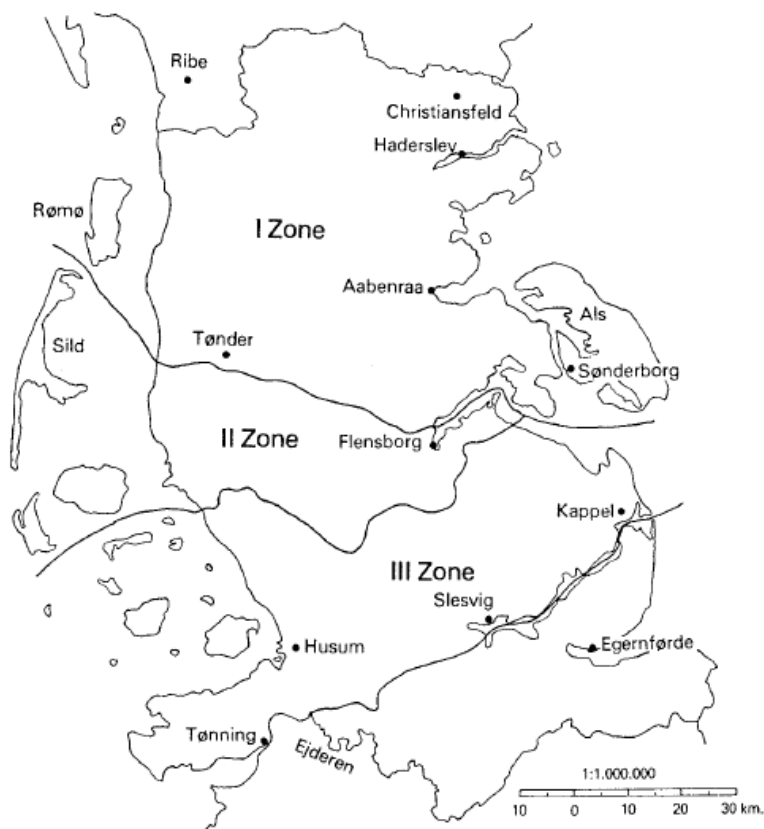 Ribe
Christiansfeld
Haderslev
Rømø
I Zone
Aabenraa
Als
Tønder
Sild
Sønderborg
II Zone
Flensborg
Kappel
III Zone
Slesvig
Husum
Egernførde
Tønning
Ejderen
1:1.000.000
10 0 10 20 30 km.